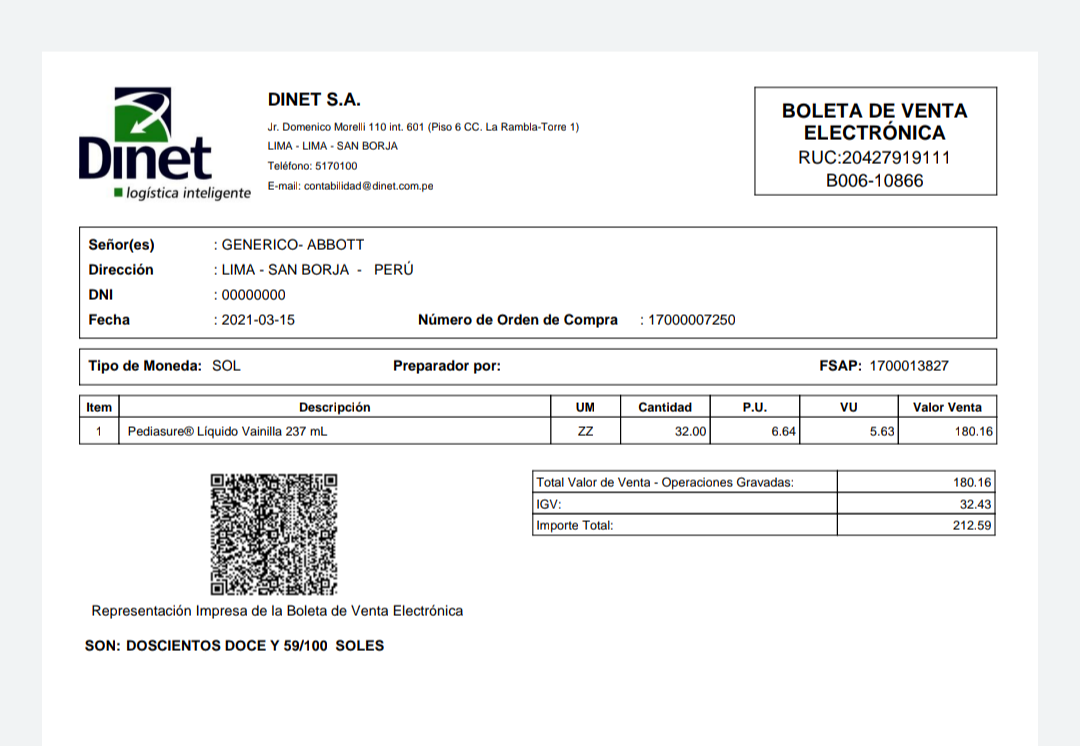 Dinet
logística inteligente
DINET S.A.
Jr. Domenico Morelli 110 int. 601 (Piso 6 CC. La Rambla-Torre 1)
LIMA - LIMA - SAN BORJA
Teléfono: 5170100
E-mail: contabilidad@dinet.com.pe
BOLETA DE VENTA
ELECTRÓNICA
RUC:20427919111
B006-10866
Señor(es) : GENERICO- ABBOTT
Dirección : LIMA - SAN BORJA - PERÚ
DNI : 00000000
Fecha : 2021-03-15 Número de Orden de Compra : 17000007250
Tipo de Moneda: SOL Preparador por: FSAP: 1700013827
Item Descripción UM Cantidad P.U. VU Valor Venta
1 Pediasure® Líquido Vainilla 237 mL ZZ 32.00 6.64 5.63 180.16
Total Valor de Venta - Operaciones Gravadas: 180.16
IGV: 32.43
Importe Total: 212.59
Representación Impresa de la Boleta de Venta Electrónica
SON: DOSCIENTOS DOCE Y 59/100 SOLES